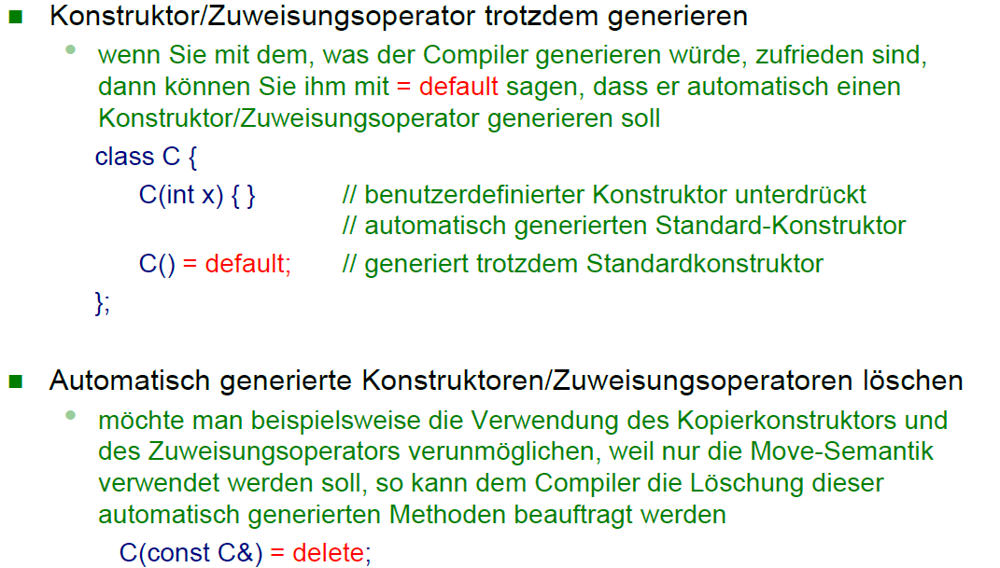 Konstruktor/Zuweisungsoperator trotzdem generieren
wenn Sie mit dem, was der Compiler generieren würde, zufrieden sind,
dann können Sie ihm mit = default sagen, dass er automatisch einen
Konstruktor/Zuweisungsoperator generieren soll
class C {
C(int x) { } // benutzerdefinierter Konstruktor unterdrückt
// automatisch generierten Standard-Konstruktor
C() = default; // generiert trotzdem Standardkonstruktor
};
Automatisch generierte Konstruktoren/Zuweisungsoperatoren löschen
möchte man beispielsweise die Verwendung des Kopierkonstruktors und
des Zuweisungsoperators verunmöglichen, weil nur die Move-Semantik
verwendet werden soll, so kann dem Compiler die Löschung dieser
automatisch generierten Methoden beauftragt werden
C(const C&) = delete;